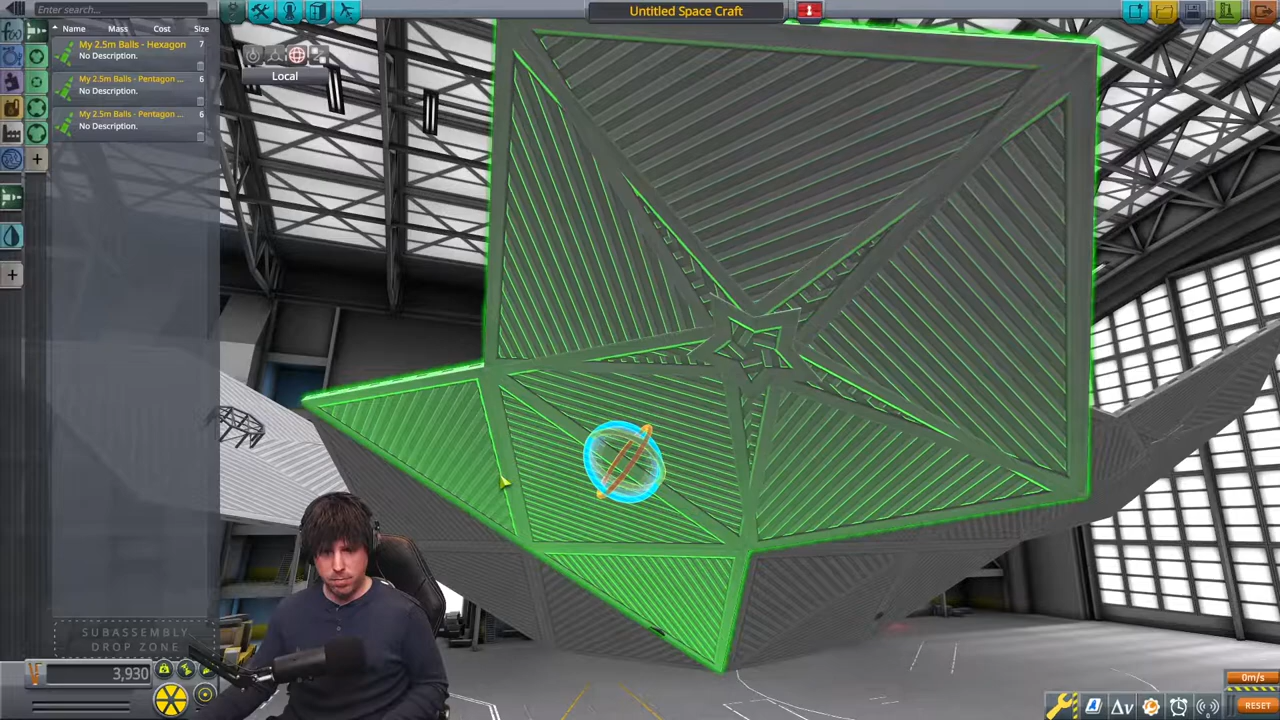 Enter search...
Untitled Space Craft
Name Mass Cost Size
My 2.5m Balls - Hexagon 7
No Description.
My 2.5m Balls - Pentagon ... 6
No Description.
My 2.5m Balls - Pentagon ... 6
No Description.
Local
SUBASSEMBLY
DROP ZONE
3,930
0m/s
Δv
RESET